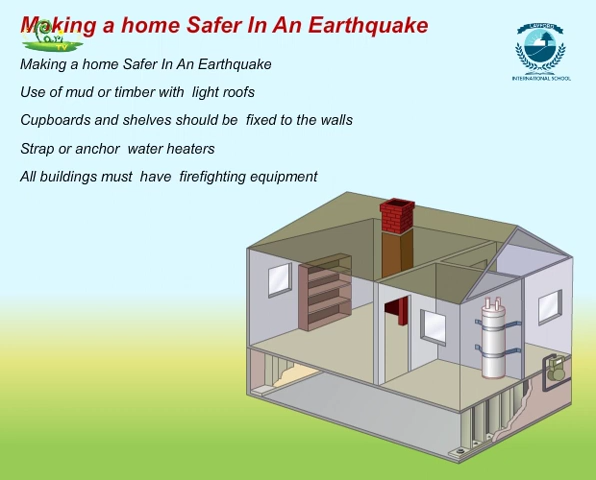 Making a home Safer In An Earthquake
Making a home Safer In An Earthquake
Use of mud or timber with light roofs
Cupboards and shelves should be fixed to the walls
Strap or anchor water heaters
All buildings must have firefighting equipment
INTERNATIONAL SCHOOL
TV